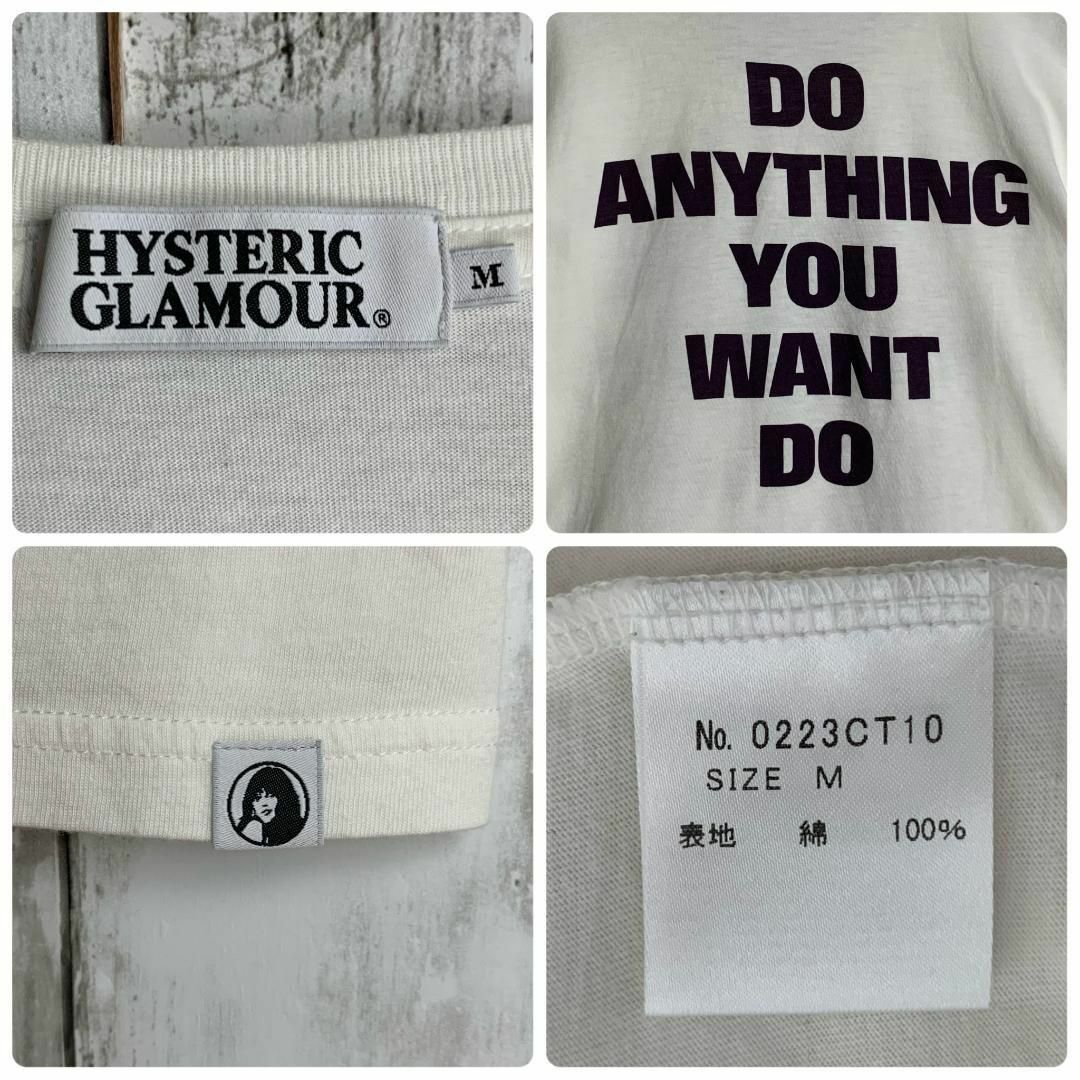 HYSTERIC
GLAMOUR®
M
DO
ANYTHING
YOU
WANT
DO
No. 0223CT10
SIZE M
表地 綿 100%